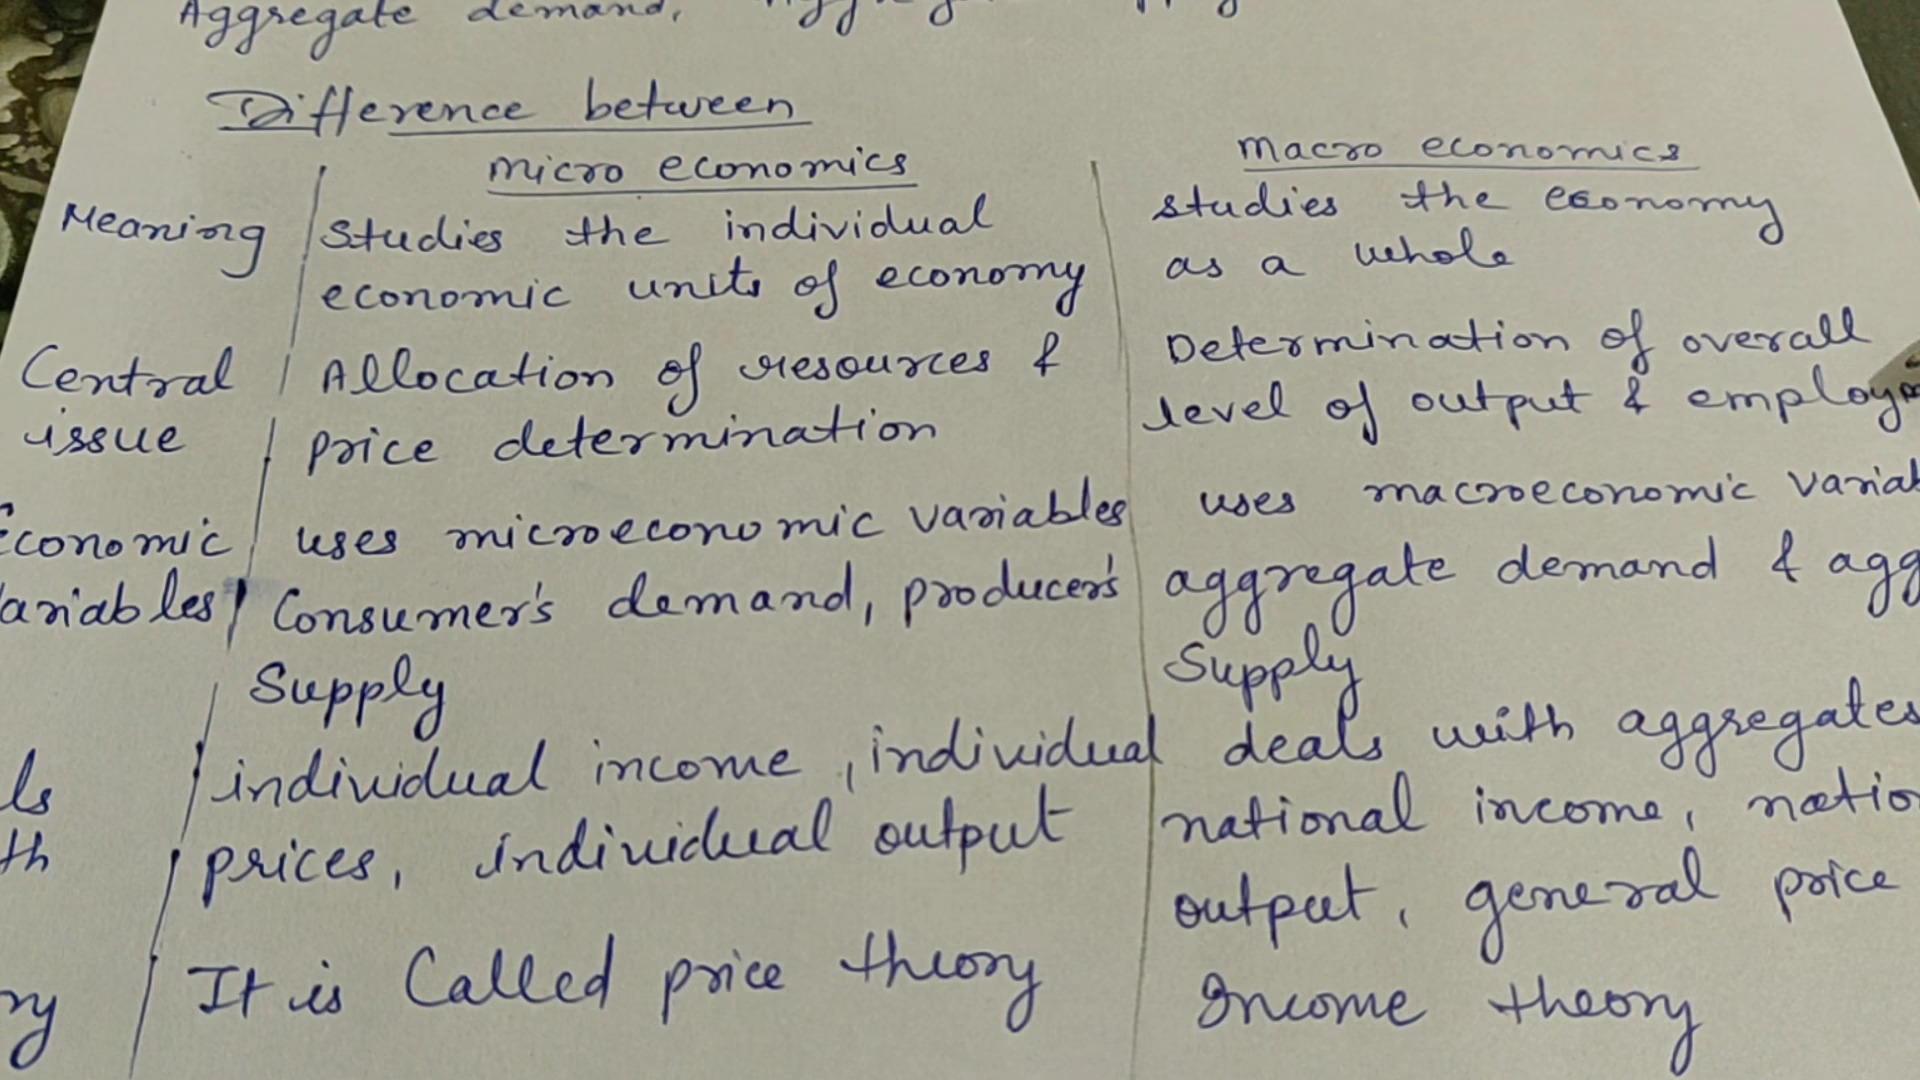 Aggregate demand,
Difference between
Micro economics
Macro economics
Meaning
Studies the individual
economic units of economy
studies the economy
as a whole
Central
issue
Allocation of resources &
price determination
Determination of overall
level of output &
uses microeconomic variables
Consumer's demand, producer's
Supply
uses macroeconomic
aggregate demand &
Supply
individual income, individual
prices, individual output
deals with aggregates
national income,
output, general price
It is Called price theory
Income theory